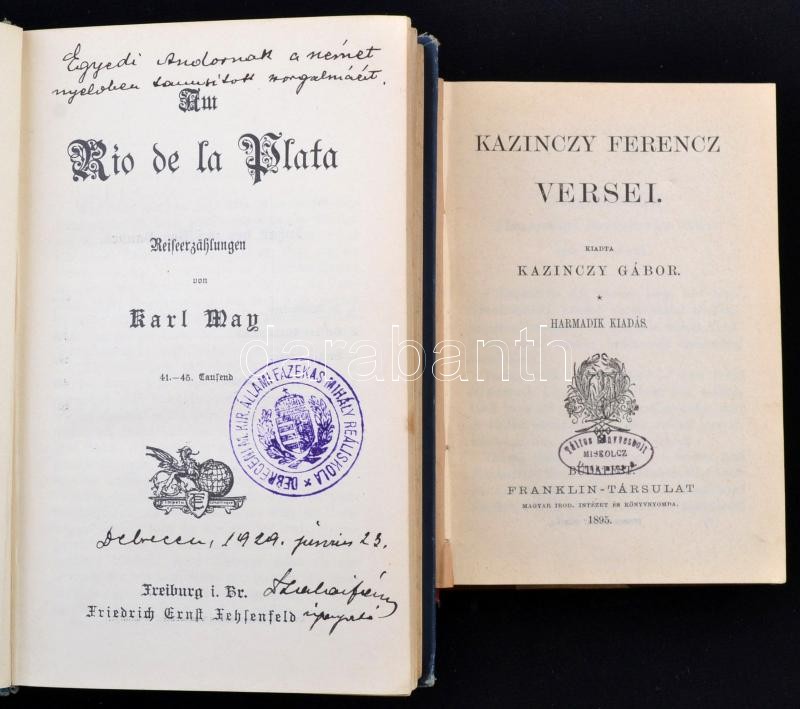 Egyedi Andornak a német
nyelvben tanusitott szorgalmáért.
Am
Rio de la Plata
Reiseerzählungen
von
Karl May
41.–45. Tausend
DEBRECENI M. KIR. ÁLLAMI FAZEKAS MIHÁLY REÁLISKOLA
Debrecen, 1929. június 23.
Freiburg i. Br.
Friedrich Ernst Fehsenfeld
igazgató
KAZINCZY FERENCZ
VERSEI.
KIADTA
KAZINCZY GÁBOR.
*
HARMADIK KIADÁS.
MISKOLCZ
BUDAPEST.
FRANKLIN-TÁRSULAT
MAGYAR IROD. INTÉZET ÉS KÖNYVNYOMDA.
1895.
darabanth